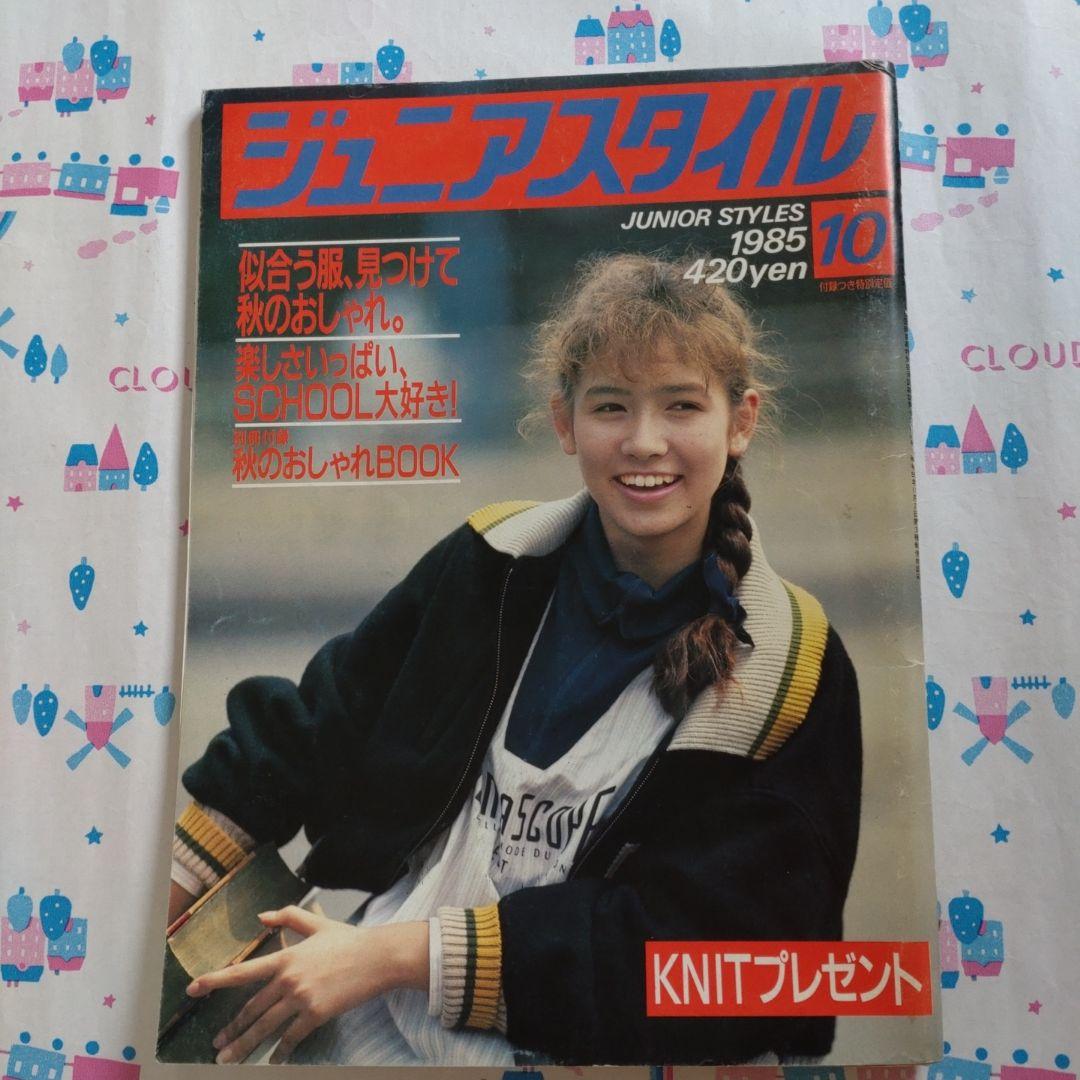 ジュニアスタイル
JUNIOR STYLES
1985
420yen
10
付録つき特別定価
似合う服、見つけて
秋のおしゃれ。
楽しさいっぱい、
SCHOOL大好き!
別冊付録
秋のおしゃれBOOK
SCOPE
MODE DU
KNITプレゼント
CLOUD
CLOU